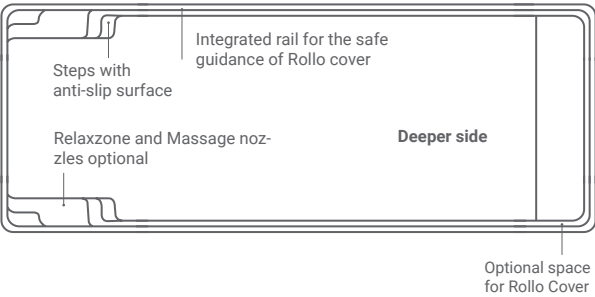 Integrated rail for the safe
guidance of Rollo cover
Steps with
anti-slip surface
Relaxzone and Massage noz-
zles optional
Deeper side
Optional space
for Rollo Cover